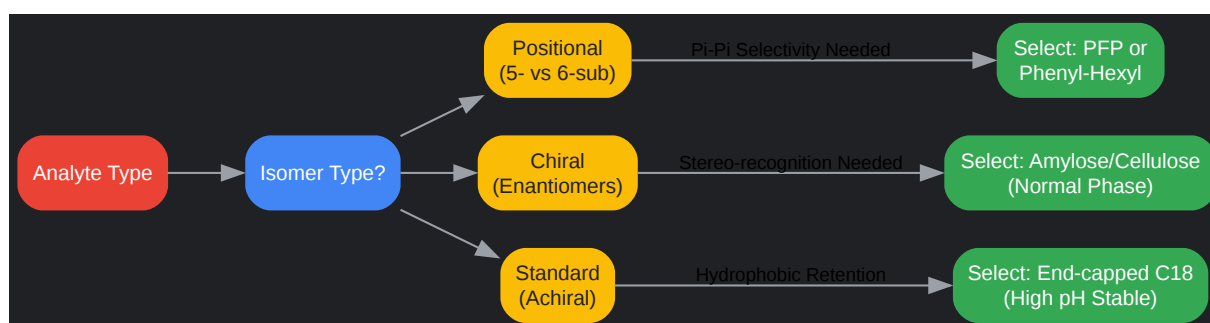 Analyte Type
Isomer Type?
Positional
(5- vs 6-sub)
Pi-Pi Selectivity Needed
Select: PFP or
Phenyl-Hexyl
Chiral
(Enantiomers)
Stereo-recognition Needed
Select: Amylose/Cellulose
(Normal Phase)
Standard
(Achiral)
Hydrophobic Retention
Select: End-capped C18
(High pH Stable)